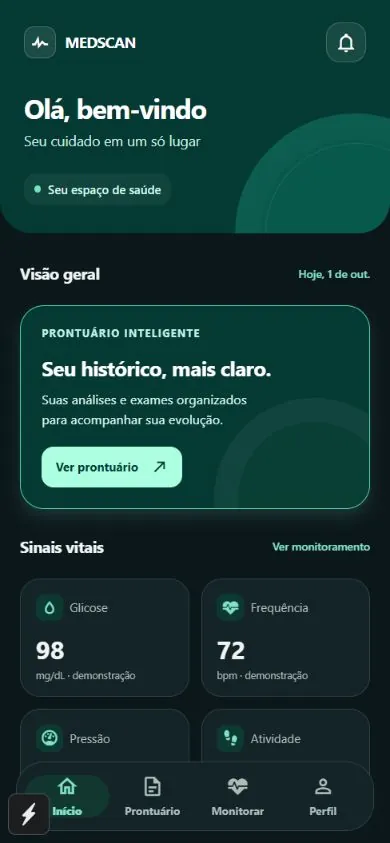 MEDSCAN
Olá, bem-vindo
Seu cuidado em um só lugar
Seu espaço de saúde
Visão geral
Hoje, 1 de out.
PRONTUÁRIO INTELIGENTE
Seu histórico, mais claro.
Suas análises e exames organizados
para acompanhar sua evolução.
Ver prontuário
Sinais vitais
Ver monitoramento
Glicose
98
mg/dL · demonstração
Frequência
72
bpm · demonstração
Pressão
Atividade
Início
Prontuário
Monitorar
Perfil